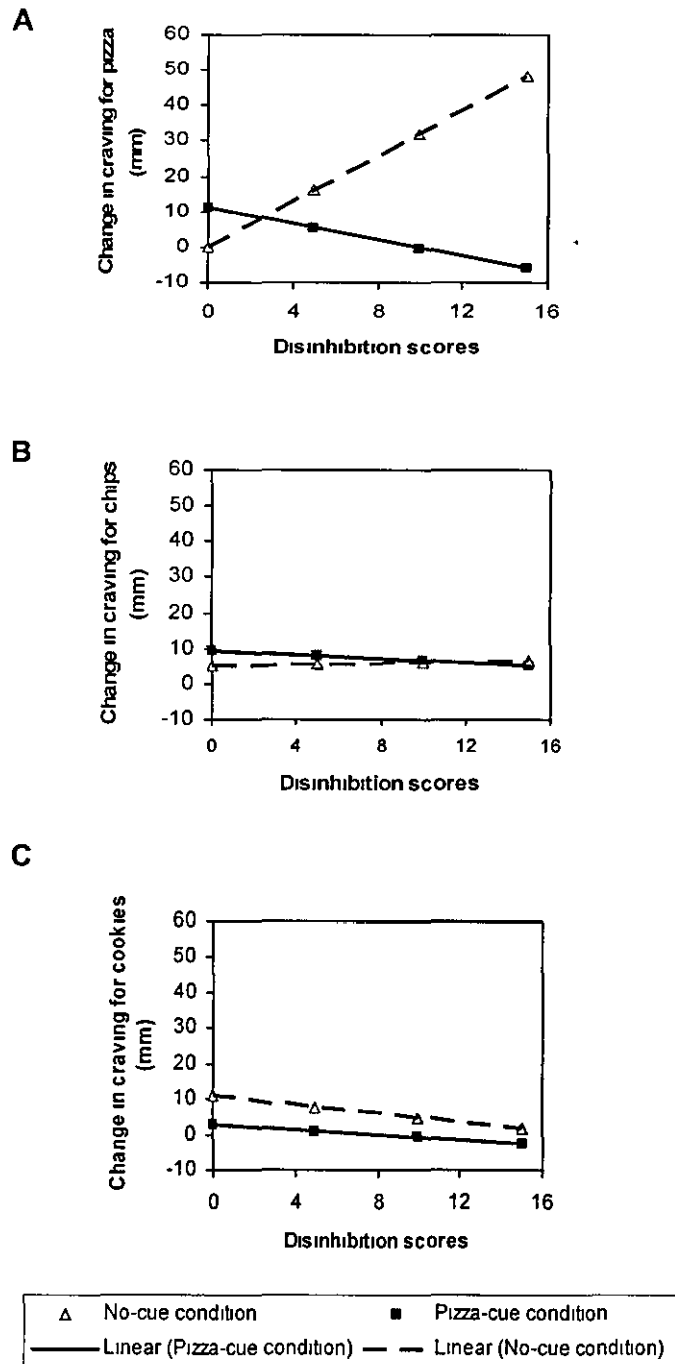 A
Change in craving for pizza
(mm)
60
50
40
30
20
10
0
-10
0 4 8 12 16
Disinhibition scores
B
Change in craving for chips
(mm)
60
50
40
30
20
10
0
-10
0 4 8 12 16
Disinhibition scores
C
Change in craving for cookies
(mm)
60
50
40
30
20
10
0
-10
0 4 8 12 16
Disinhibition scores
No-cue condition Pizza-cue condition
Linear (Pizza-cue condition) Linear (No-cue condition)